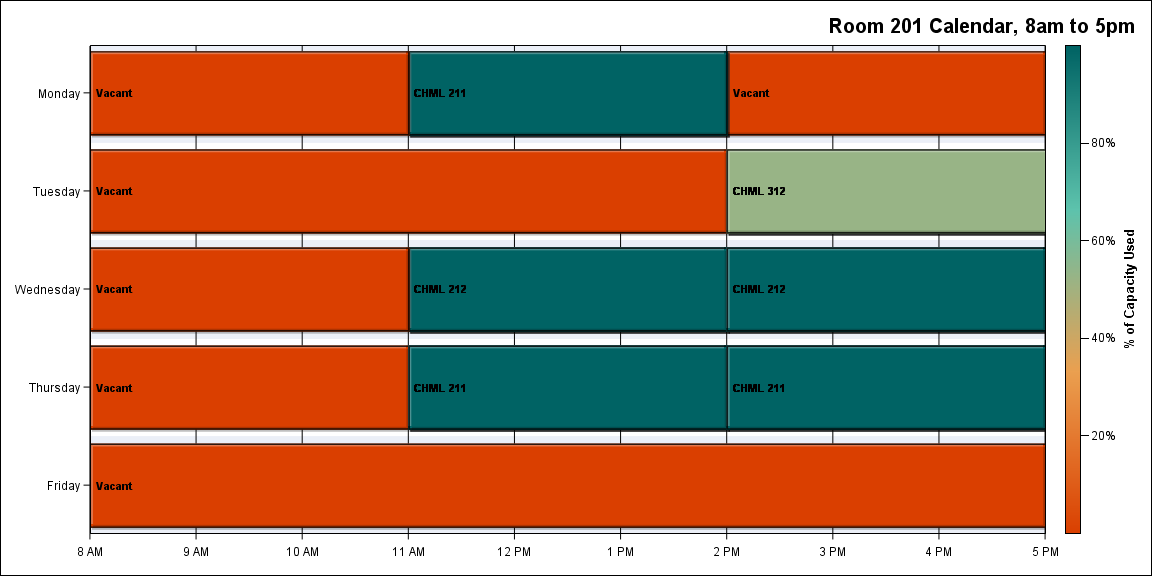 Room 201 Calendar, 8am to 5pm
Monday
Vacant
CHML 211
Vacant
Tuesday
Vacant
CHML 312
Wednesday
Vacant
CHML 212
CHML 212
Thursday
Vacant
CHML 211
CHML 211
Friday
Vacant
8 AM
9 AM
10 AM
11 AM
12 PM
1 PM
2 PM
3 PM
4 PM
5 PM
80%
60%
40%
20%
% of Capacity Used